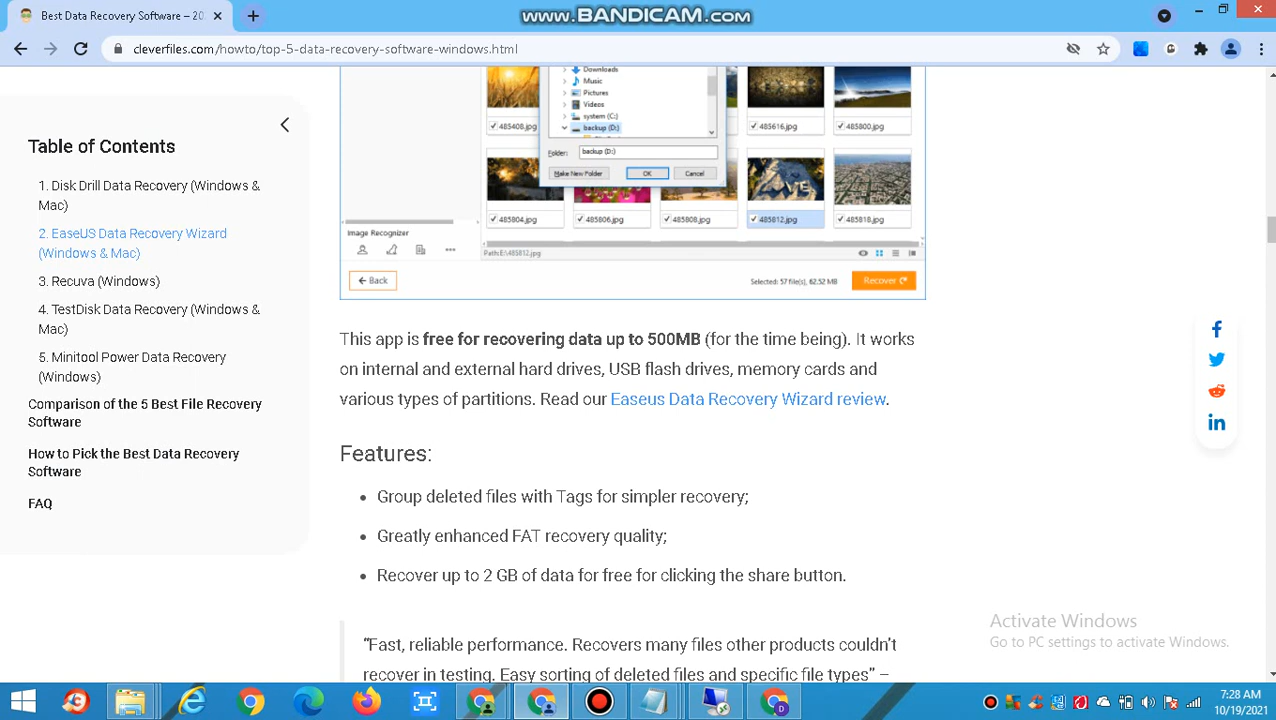 Best Data Recovery Software – 20
www.BANDICAM.com
cleverfiles.com/howto/top-5-data-recovery-software-windows.html
Table of Contents
1. Disk Drill Data Recovery (Windows &
Mac)
2. EaseUS Data Recovery Wizard
(Windows & Mac)
3. Recuva (Windows)
4. TestDisk Data Recovery (Windows &
Mac)
5. Minitool Power Data Recovery
(Windows)
Comparison of the 5 Best File Recovery
Software
How to Pick the Best Data Recovery
Software
FAQ
Downloads
Music
Pictures
Videos
system (C:)
backup (D:)
Folder: backup (D:)
Make New Folder OK Cancel
485408.jpg 485616.jpg 485800.jpg
485804.jpg 485806.jpg 485808.jpg 485812.jpg 485818.jpg
Image Recognizer
Path:E:\485812.jpg
Back
Selected: 57 file(s), 62.52 MB
Recover
This app is free for recovering data up to 500MB (for the time being). It works
on internal and external hard drives, USB flash drives, memory cards and
various types of partitions. Read our Easeus Data Recovery Wizard review.
Features:
• Group deleted files with Tags for simpler recovery;
• Greatly enhanced FAT recovery quality;
• Recover up to 2 GB of data for free for clicking the share button.
“Fast, reliable performance. Recovers many files other products couldn’t
recover in testing. Easy sorting of deleted files and specific file types” –
Activate Windows
Go to PC settings to activate Windows.
7:28 AM
10/19/2021